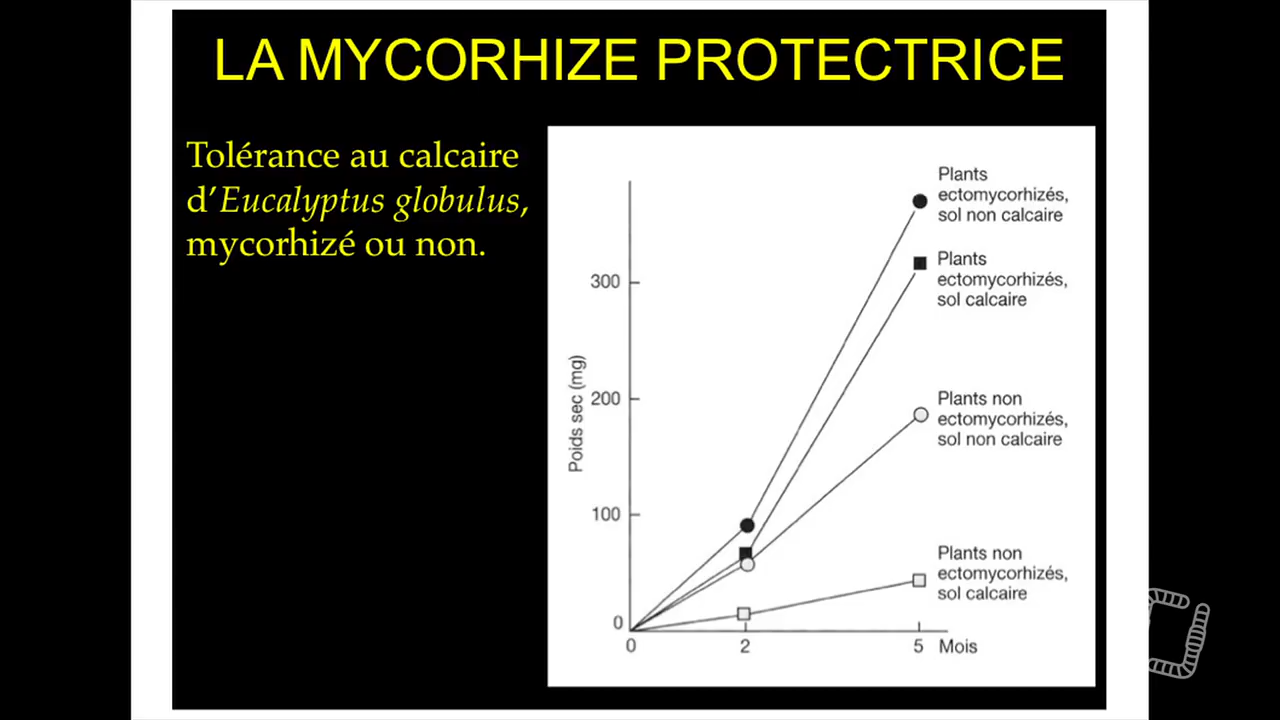 LA MYCORHIZE PROTECTRICE
Tolérance au calcaire
d’Eucalyptus globulus,
mycorhizé ou non.
Plants
ectomycorhizés,
sol non calcaire
Plants
ectomycorhizés,
sol calcaire
Plants non
ectomycorhizés,
sol non calcaire
Plants non
ectomycorhizés,
sol calcaire
Poids sec (mg)
300
200
100
0
0 2 5 Mois